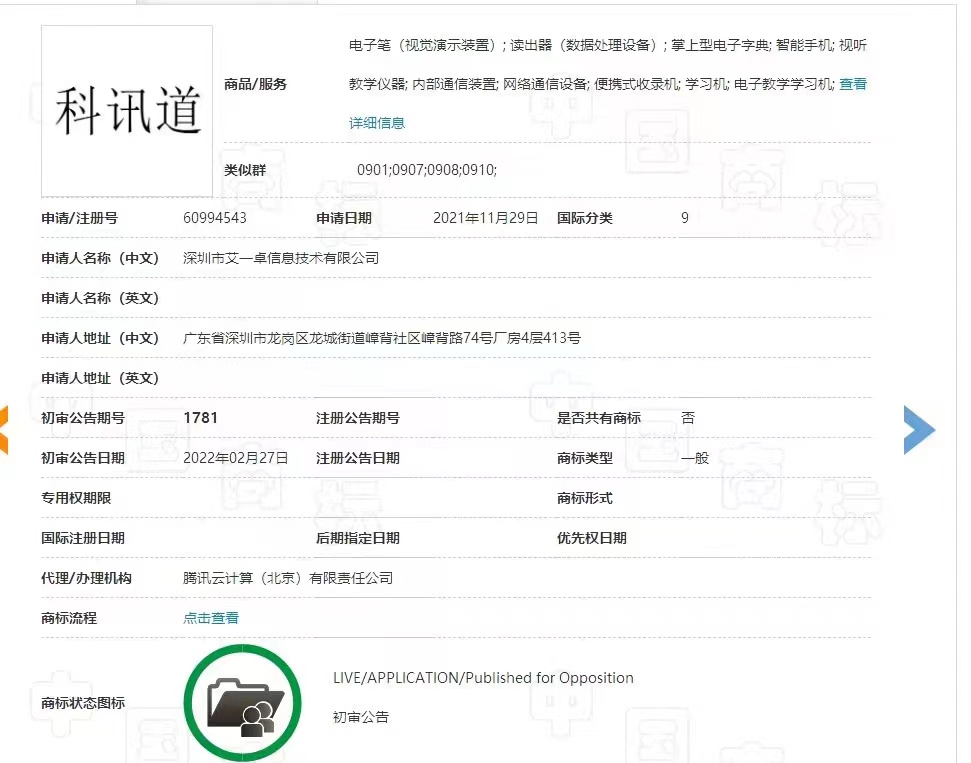 科讯道
商品/服务
电子笔（视觉演示装置）; 读出器（数据处理设备）; 掌上型电子字典; 智能手机; 视听
教学仪器; 内部通信装置; 网络通信设备; 便携式收录机; 学习机; 电子教学学习机; 查看
详细信息
类似群 0901;0907;0908;0910;
申请/注册号 60994543 申请日期 2021年11月29日 国际分类 9
申请人名称（中文） 深圳市艾一卓信息技术有限公司
申请人名称（英文）
申请人地址（中文） 广东省深圳市龙岗区龙城街道嶂背社区嶂背路74号厂房4层413号
申请人地址（英文）
初审公告期号 1781 注册公告期号 是否共有商标 否
初审公告日期 2022年02月27日 注册公告日期 商标类型 一般
专用权期限 商标形式
国际注册日期 后期指定日期 优先权日期
代理/办理机构 腾讯云计算（北京）有限责任公司
商标流程 点击查看
商标状态图标
LIVE/APPLICATION/Published for Opposition
初审公告